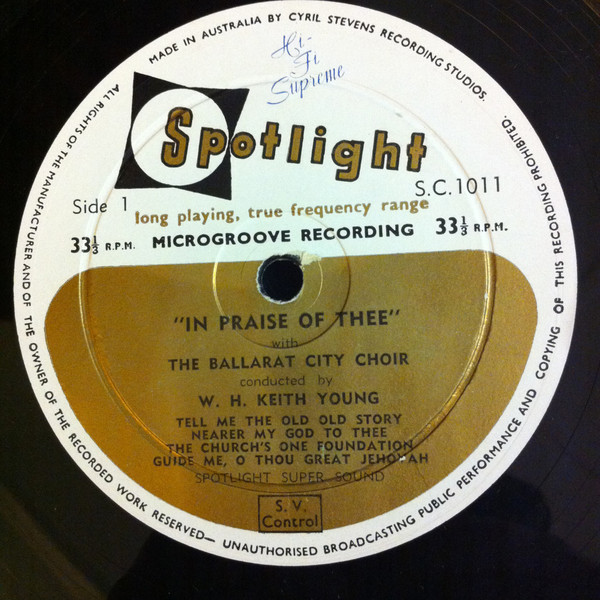 MADE IN AUSTRALIA BY CYRIL STEVENS RECORDING STUDIOS.
Hi-
Fi
Supreme
Spotlight
S.C.1011
Side 1
long playing, true frequency range
33⅓ R.P.M. MICROGROOVE RECORDING 33⅓ R.P.M.
"IN PRAISE OF THEE"
with
THE BALLARAT CITY CHOIR
conducted by
W. H. KEITH YOUNG
TELL ME THE OLD OLD STORY
NEARER MY GOD TO THEE
THE CHURCH'S ONE FOUNDATION
GUIDE ME, O THOU GREAT JEHOVAH
SPOTLIGHT SUPER SOUND
S. V.
Control
ALL RIGHTS OF THE MANUFACTURER AND OF THE OWNER OF THE RECORDED WORK RESERVED— UNAUTHORISED BROADCASTING PUBLIC PERFORMANCE AND COPYING OF THIS RECORDING PROHIBITED.